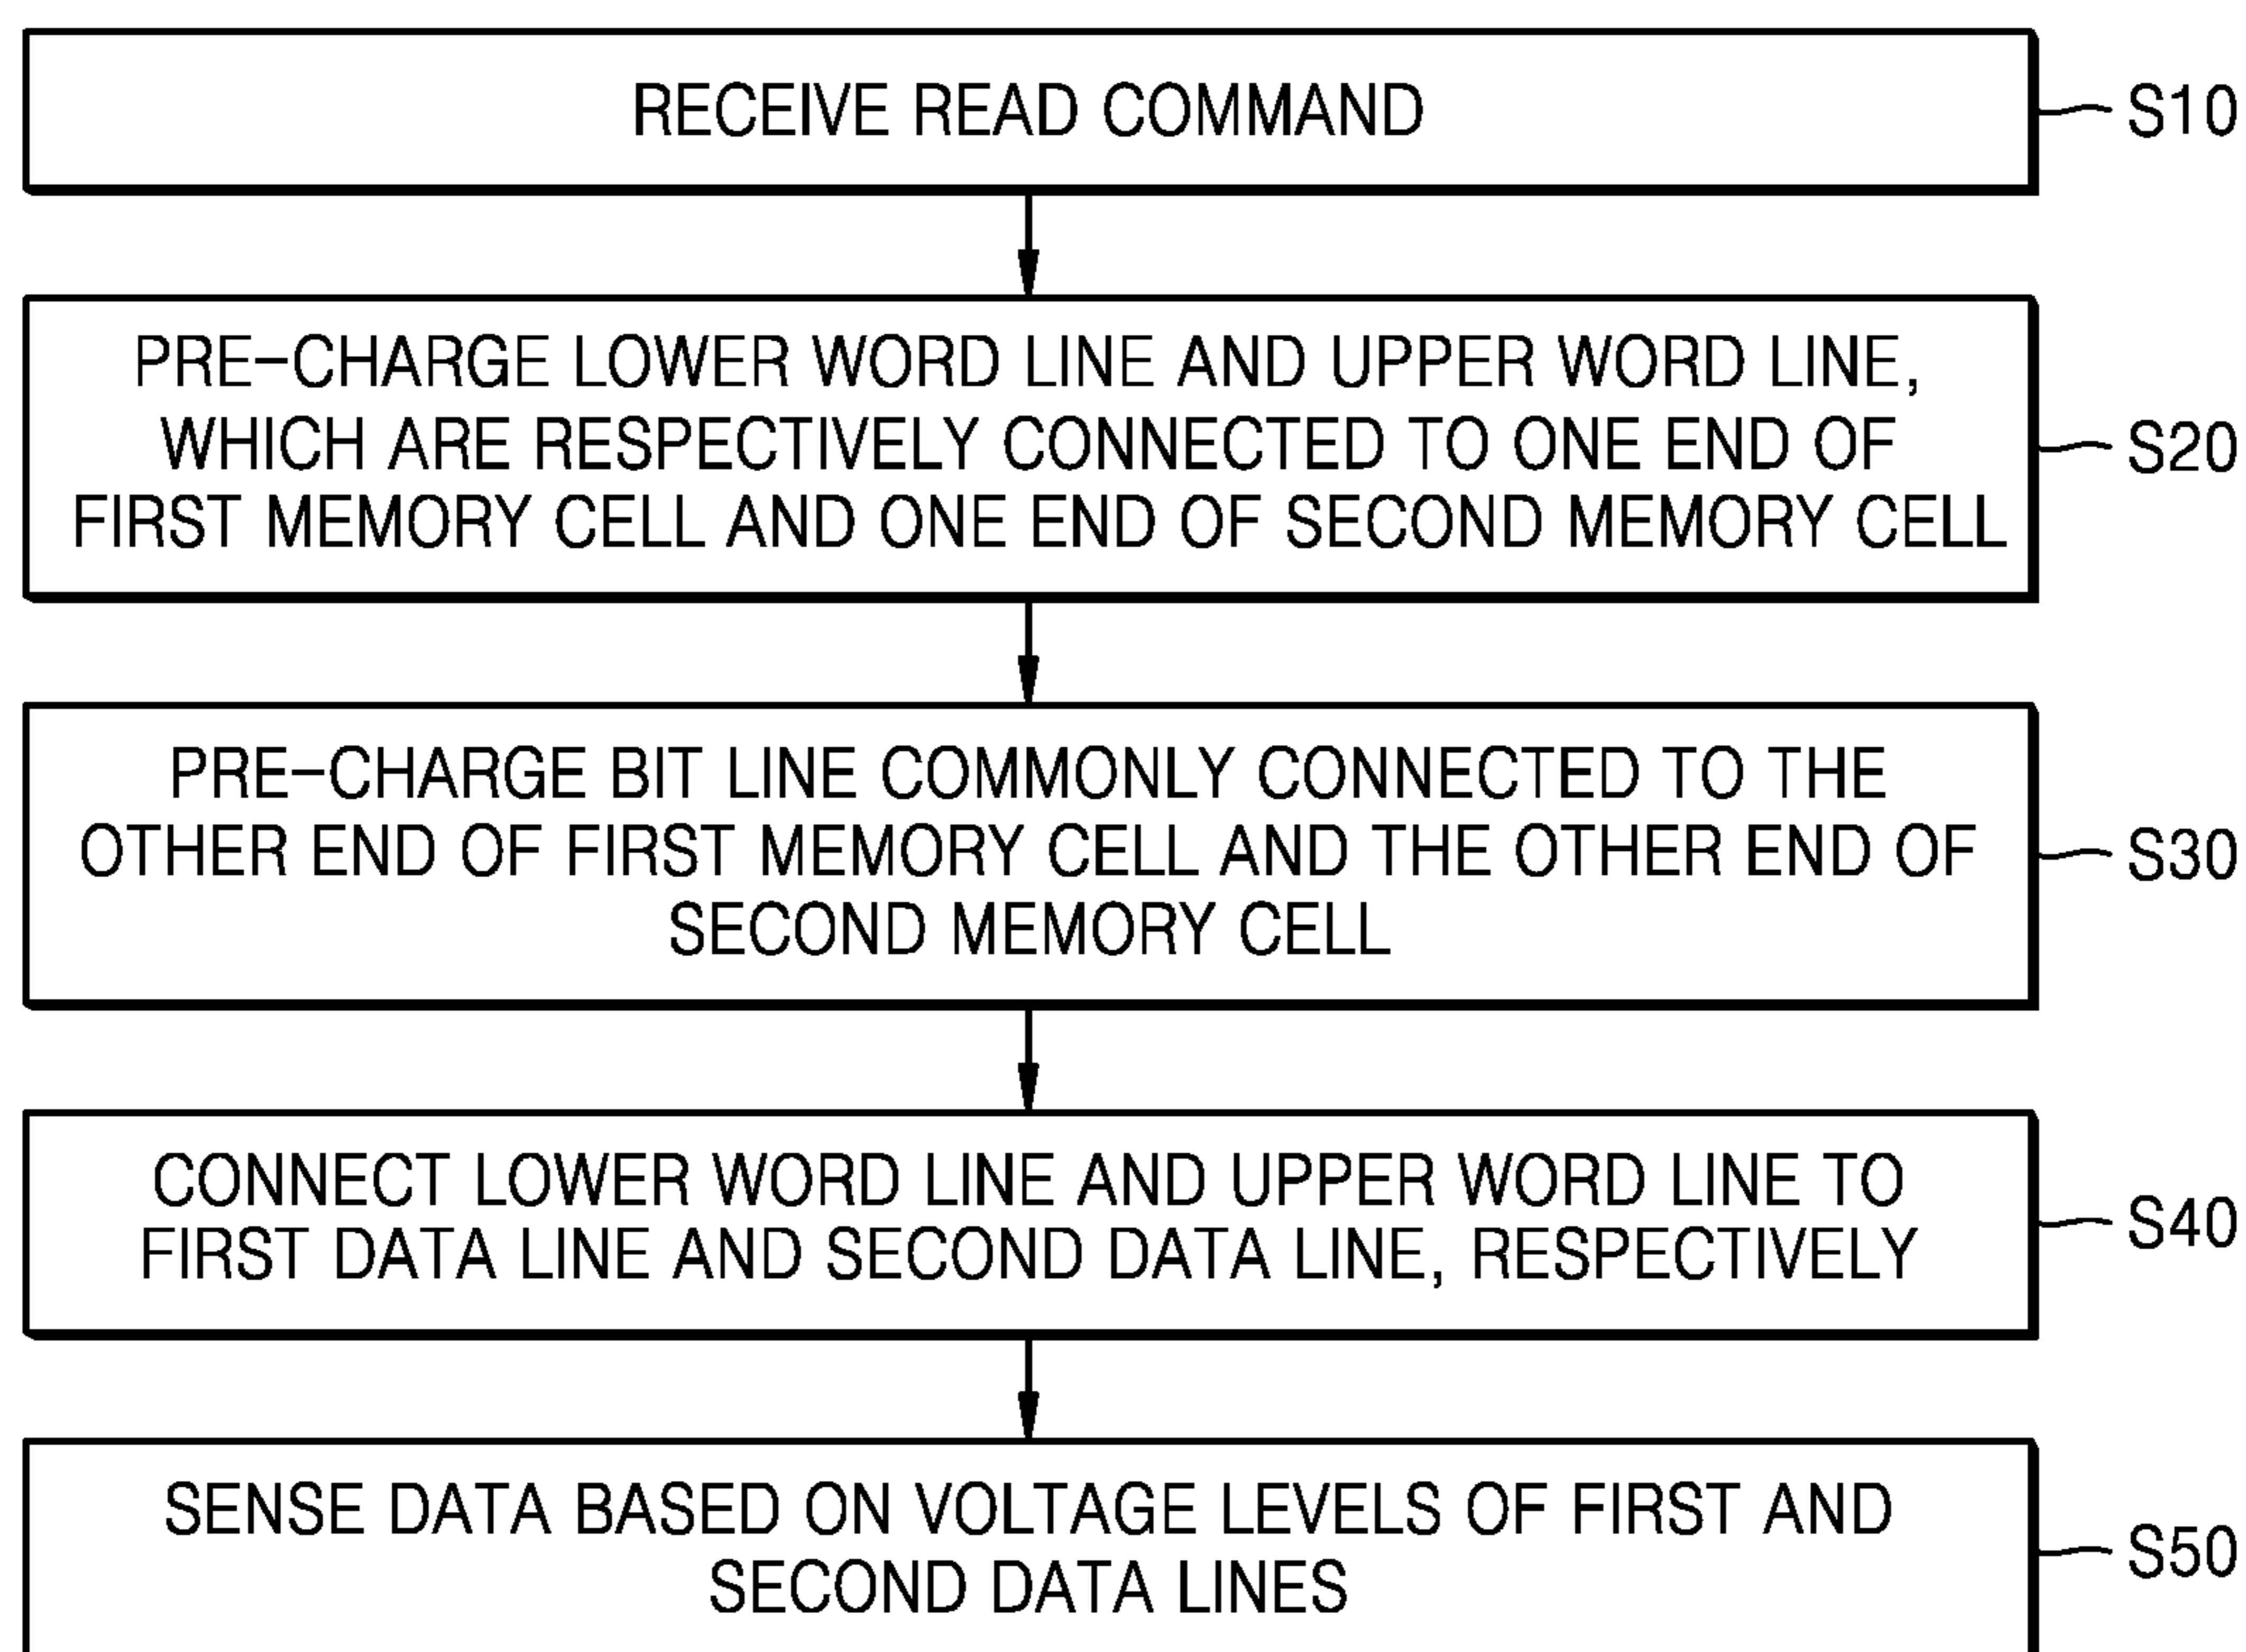 RECEIVE READ COMMAND
S10
PRE-CHARGE LOWER WORD LINE AND UPPER WORD LINE,
WHICH ARE RESPECTIVELY CONNECTED TO ONE END OF
FIRST MEMORY CELL AND ONE END OF SECOND MEMORY CELL
S20
PRE-CHARGE BIT LINE COMMONLY CONNECTED TO THE
OTHER END OF FIRST MEMORY CELL AND THE OTHER END OF
SECOND MEMORY CELL
S30
CONNECT LOWER WORD LINE AND UPPER WORD LINE TO
FIRST DATA LINE AND SECOND DATA LINE, RESPECTIVELY
S40
SENSE DATA BASED ON VOLTAGE LEVELS OF FIRST AND
SECOND DATA LINES
S50